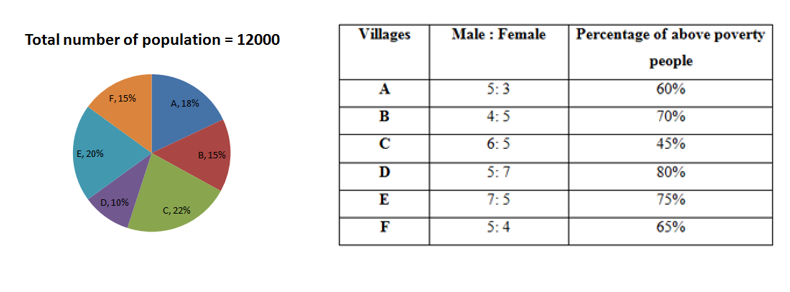 Total number of population = 12000
F, 15%
A, 18%
E, 20%
B, 15%
D, 10%
C, 22%
Villages Male : Female Percentage of above poverty
people
A 5: 3 60%
B 4: 5 70%
C 6: 5 45%
D 5: 7 80%
E 7: 5 75%
F 5: 4 65%